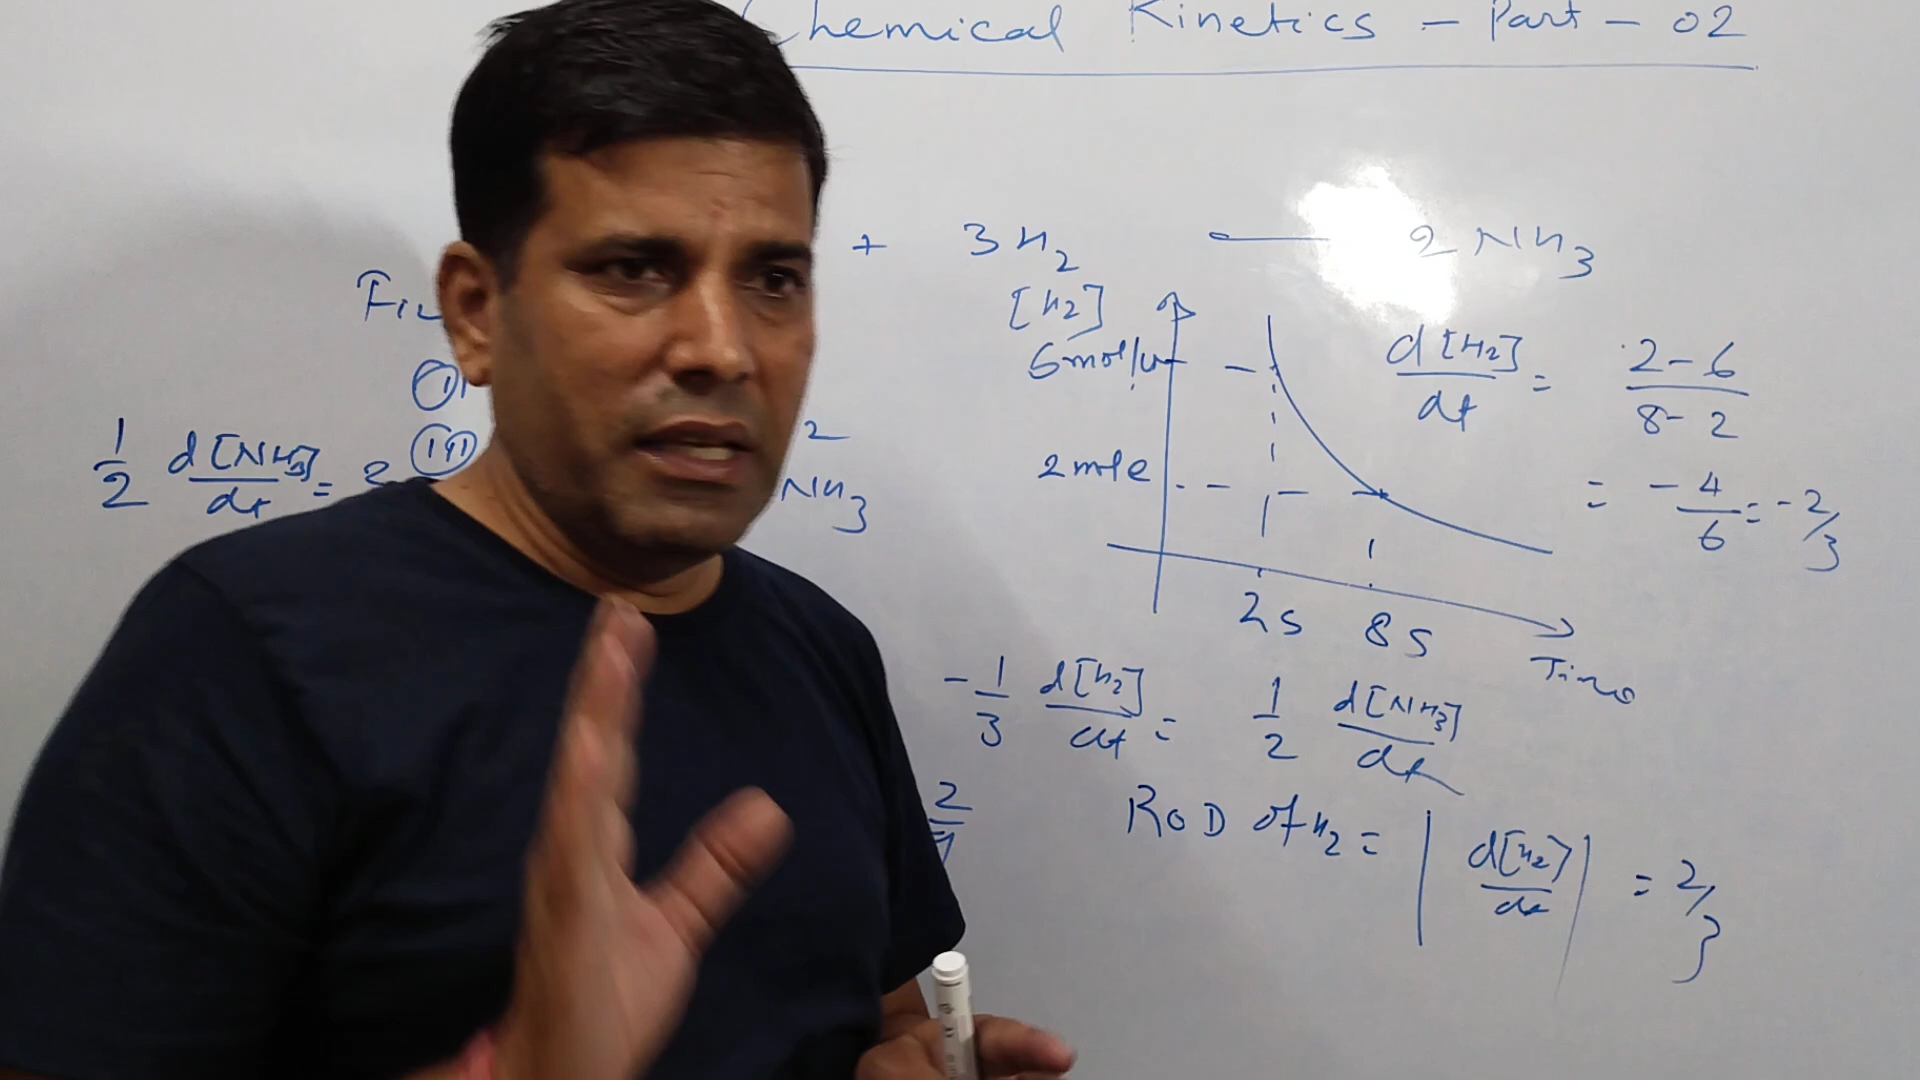 Chemical Kinetics - Part - 02
+ 3H2 — 2NH3
[H2]
6mol/
2mole
2s 8s
Time
d[H2]/dt = 2-6/8-2
= -4/6 = -2/3
1/2 d[NH3]/dt =
2
NH3
-1/3 d[H2]/dt = 1/2 d[NH3]/dt
ROD of H2 = |d[H2]/dt| = 2/3